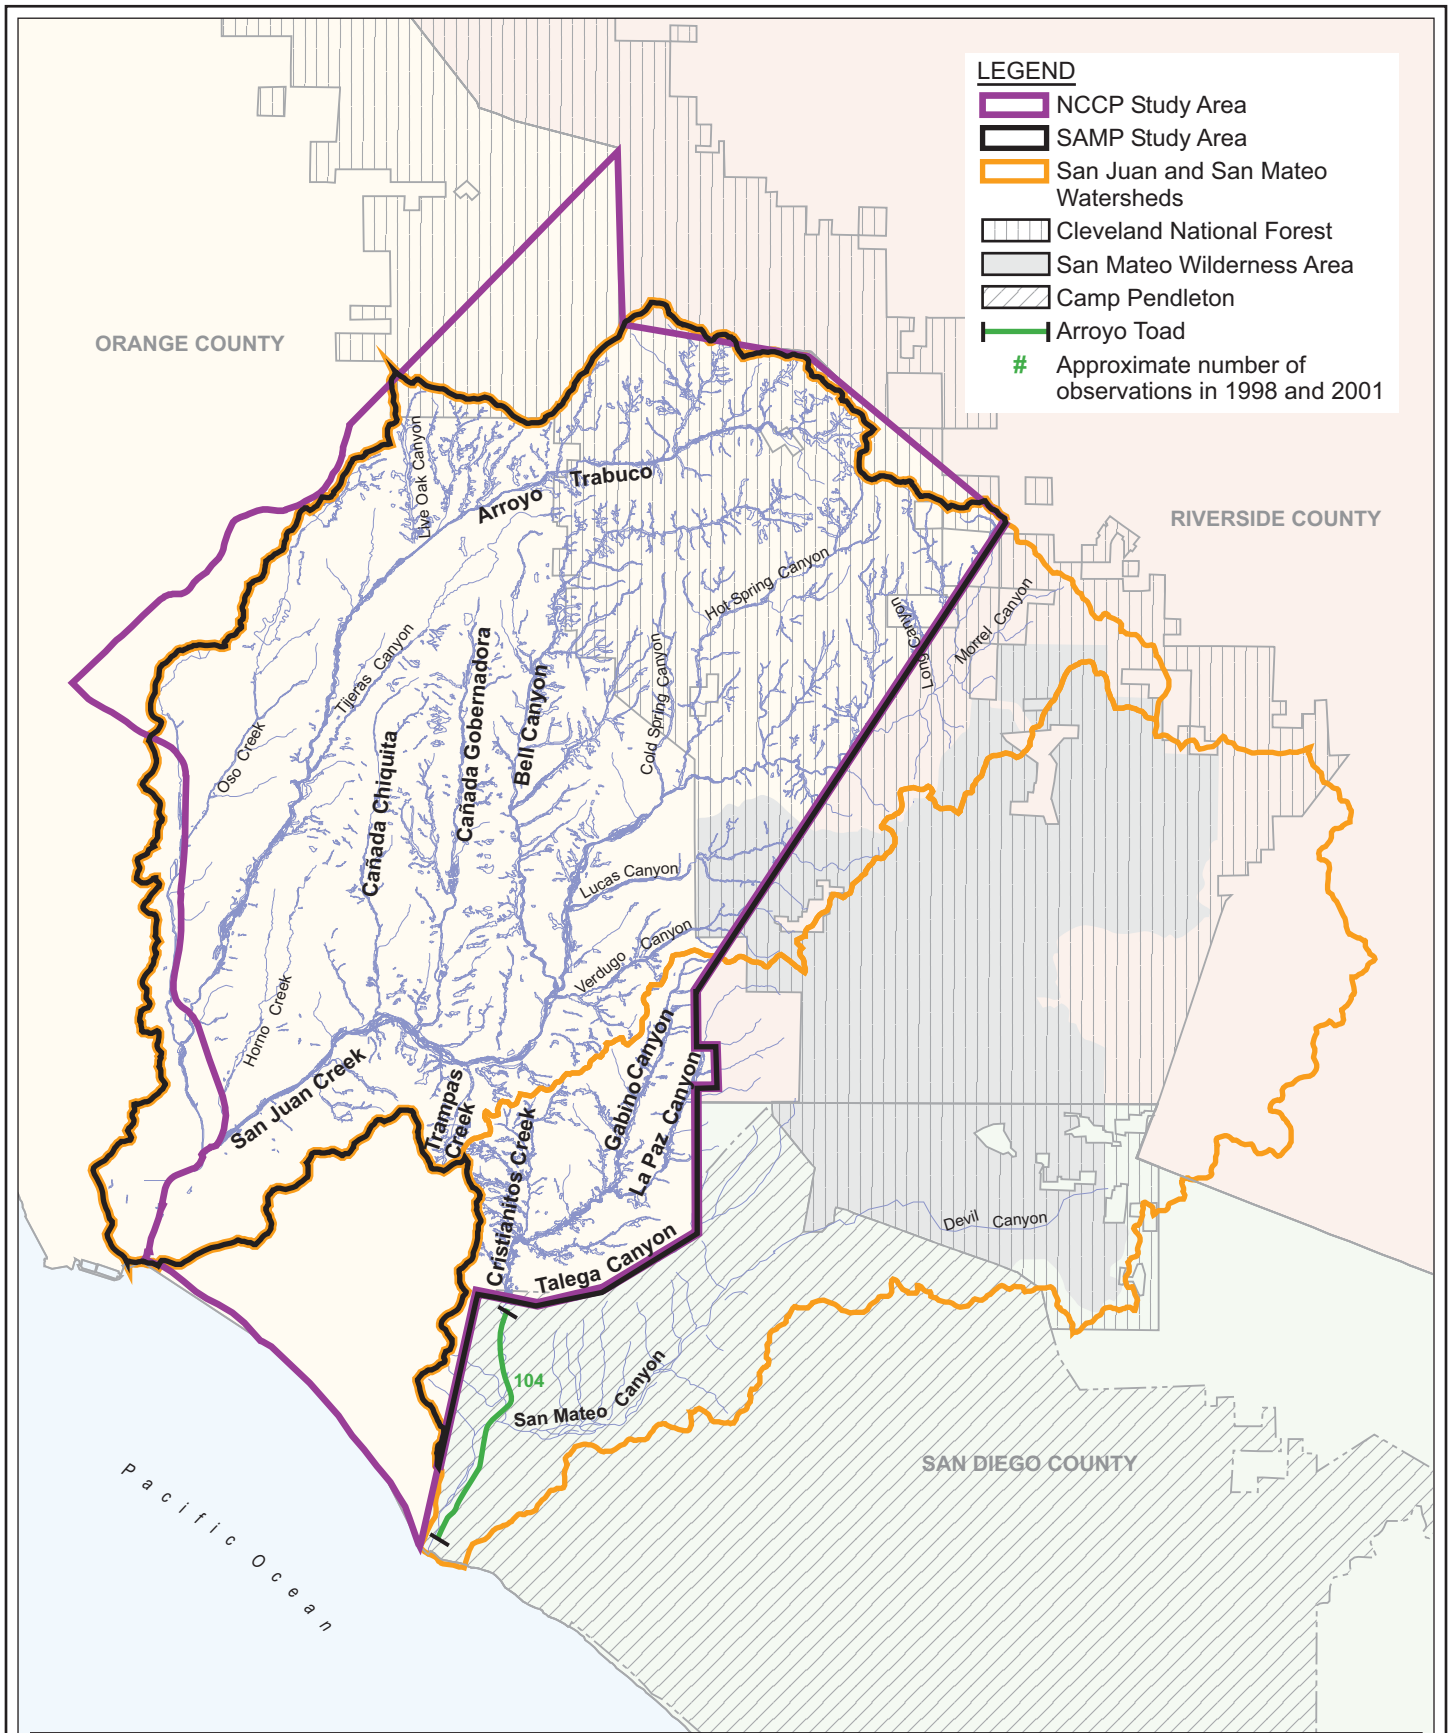 LEGEND
NCCP Study Area
SAMP Study Area
San Juan and San Mateo
Watersheds
Cleveland National Forest
San Mateo Wilderness Area
Camp Pendleton
Arroyo Toad
# Approximate number of
observations in 1998 and 2001
ORANGE COUNTY
RIVERSIDE COUNTY
Live Oak Canyon
Arroyo Trabuco
Hot Spring Canyon
Long Canyon
Morrel Canyon
Tijeras Canyon
Cañada Gobernadora
Bell Canyon
Cold Spring Canyon
Oso Creek
Cañada Chiquita
Lucas Canyon
Verdugo Canyon
Horno Creek
San Juan Creek
Trampas
Creek
Gabino Canyon
La Paz Canyon
Cristianitos Creek
Talega Canyon
Devil Canyon
104
San Mateo Canyon
SAN DIEGO COUNTY
Pacific Ocean